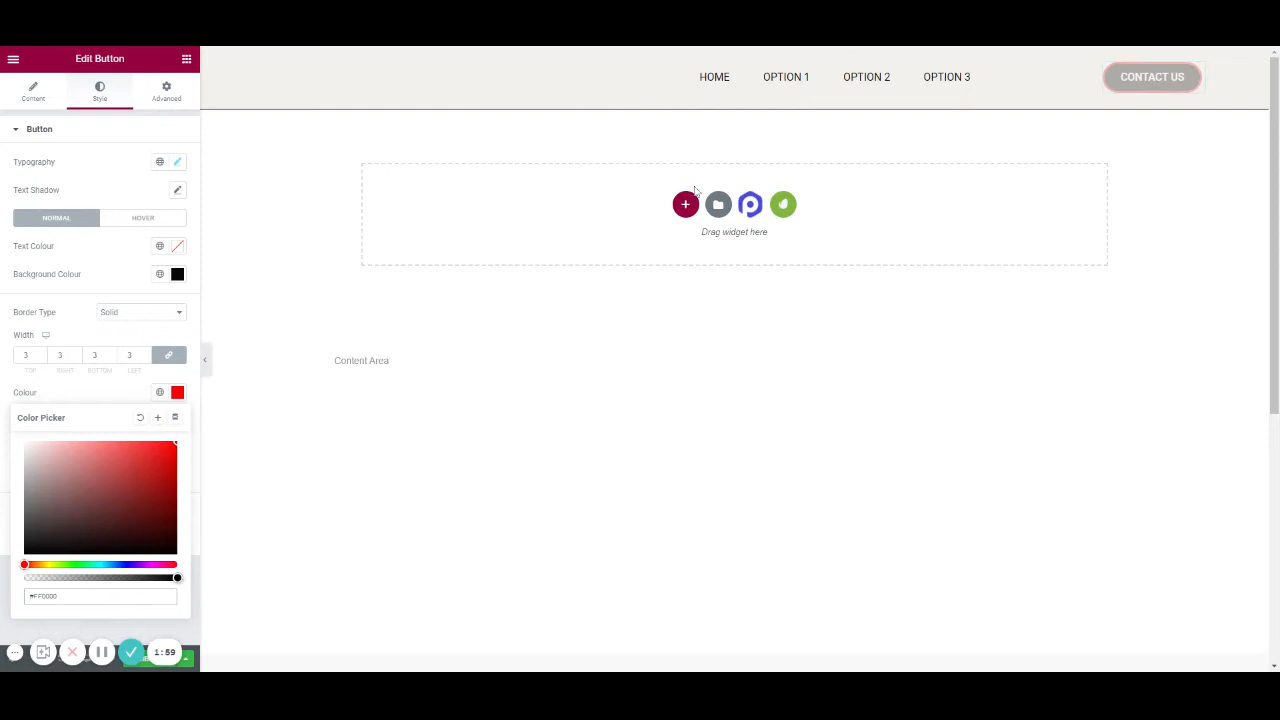 Edit Button
HOME
OPTION 1
OPTION 2
OPTION 3
CONTACT US
Content
Style
Advanced
Button
Typography
Text Shadow
NORMAL
HOVER
Text Colour
Background Colour
Drag widget here
Border Type
Solid
Width
3
3
3
3
TOP
RIGHT
BOTTOM
LEFT
Content Area
Colour
Color Picker
#FF0000
1:59